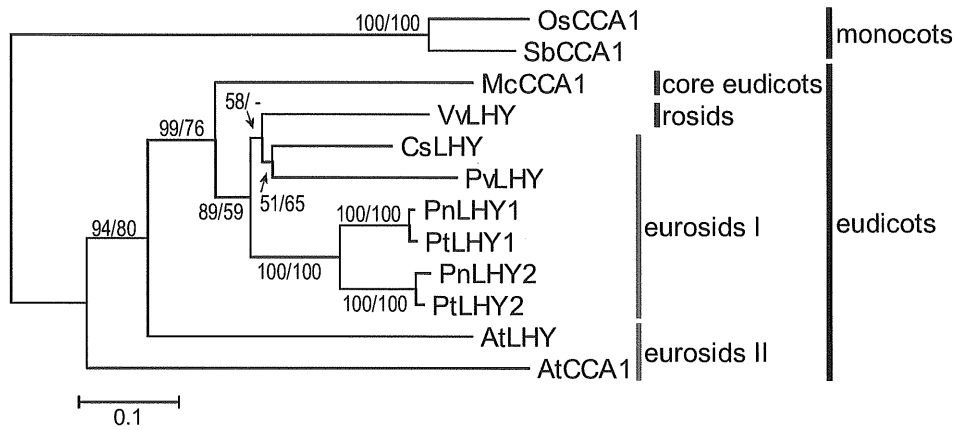 100/100 OsCCA1
SbCCA1
monocots
McCCA1 core eudicots
58/ - VvLHY rosids
99/76
CsLHY
PvLHY
51/65
89/59
100/100 PnLHY1
PtLHY1
eurosids I
eudicots
94/80
100/100
PnLHY2
100/100
PtLHY2
AtLHY
eurosids II
AtCCA1
0.1